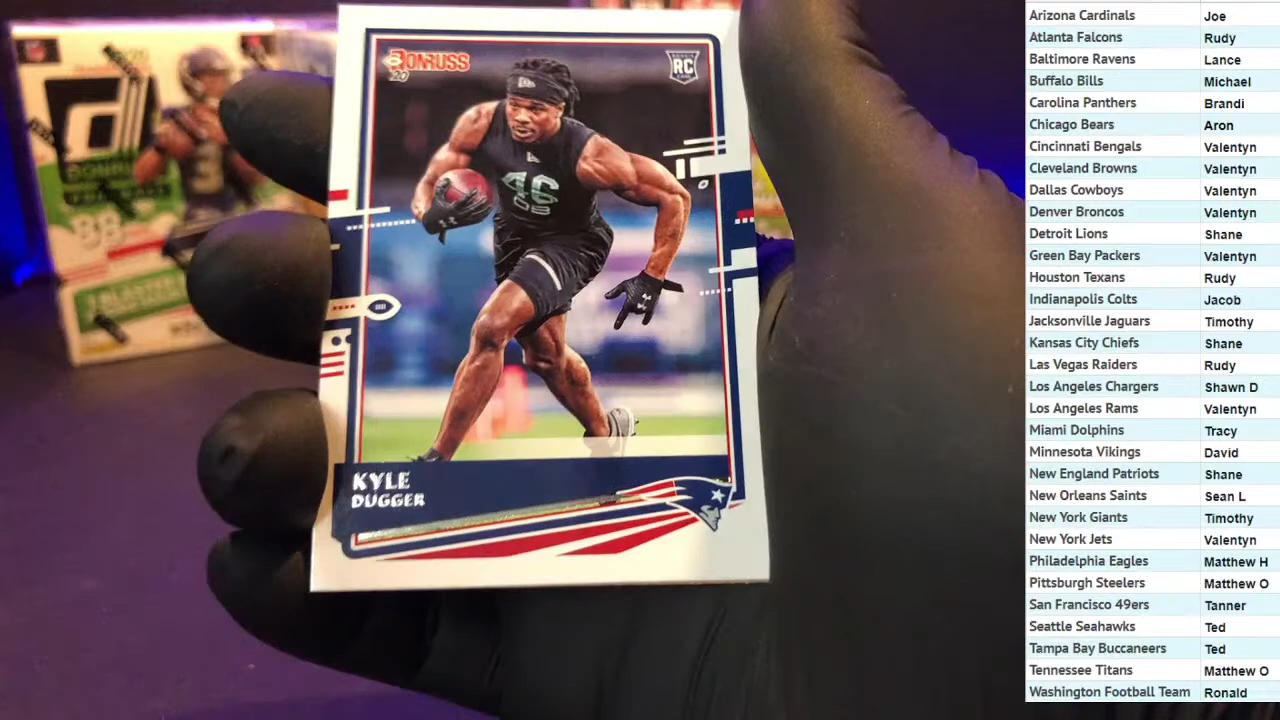 DONRUSS
20
RC
46
KYLE
DUGGER
Arizona Cardinals Joe
Atlanta Falcons Rudy
Baltimore Ravens Lance
Buffalo Bills Michael
Carolina Panthers Brandi
Chicago Bears Aron
Cincinnati Bengals Valentyn
Cleveland Browns Valentyn
Dallas Cowboys Valentyn
Denver Broncos Valentyn
Detroit Lions Shane
Green Bay Packers Valentyn
Houston Texans Rudy
Indianapolis Colts Jacob
Jacksonville Jaguars Timothy
Kansas City Chiefs Shane
Las Vegas Raiders Rudy
Los Angeles Chargers Shawn D
Los Angeles Rams Valentyn
Miami Dolphins Tracy
Minnesota Vikings David
New England Patriots Shane
New Orleans Saints Sean L
New York Giants Timothy
New York Jets Valentyn
Philadelphia Eagles Matthew H
Pittsburgh Steelers Matthew O
San Francisco 49ers Tanner
Seattle Seahawks Ted
Tampa Bay Buccaneers Ted
Tennessee Titans Matthew O
Washington Football Team Ronald